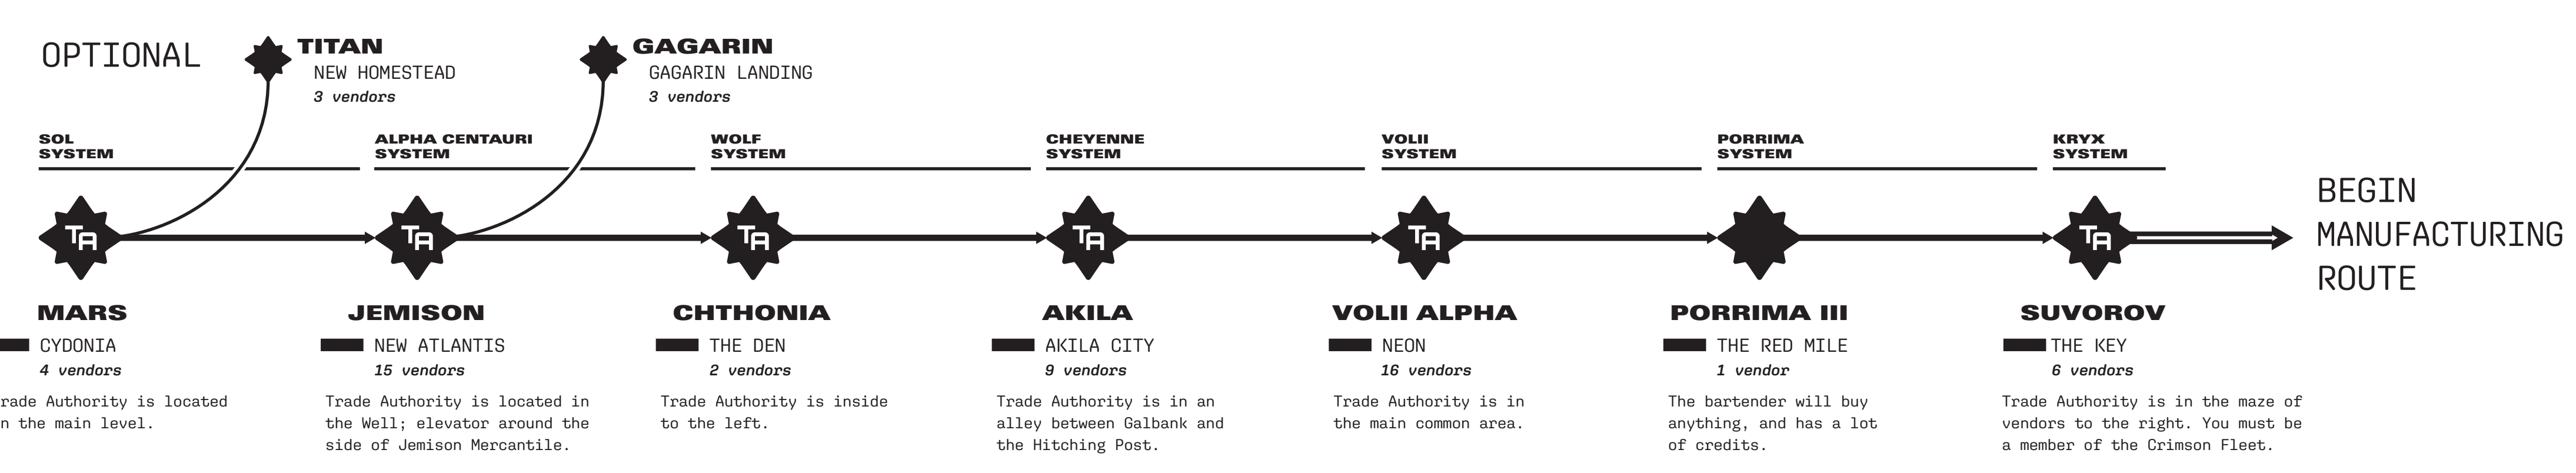 OPTIONAL
TITAN
NEW HOMESTEAD
3 vendors
GAGARIN
GAGARIN LANDING
3 vendors
SOL
SYSTEM
ALPHA CENTAURI
SYSTEM
WOLF
SYSTEM
CHEYENNE
SYSTEM
VOLII
SYSTEM
PORRIMA
SYSTEM
KRYX
SYSTEM
TA
TA
TA
TA
TA
TA
BEGIN
MANUFACTURING
ROUTE
MARS
CYDONIA
4 vendors
rade Authority is located
n the main level.
JEMISON
NEW ATLANTIS
15 vendors
Trade Authority is located in
the Well; elevator around the
side of Jemison Mercantile.
CHTHONIA
THE DEN
2 vendors
Trade Authority is inside
to the left.
AKILA
AKILA CITY
9 vendors
Trade Authority is in an
alley between Galbank and
the Hitching Post.
VOLII ALPHA
NEON
16 vendors
Trade Authority is in
the main common area.
PORRIMA III
THE RED MILE
1 vendor
The bartender will buy
anything, and has a lot
of credits.
SUVOROV
THE KEY
6 vendors
Trade Authority is in the maze of
vendors to the right. You must be
a member of the Crimson Fleet.